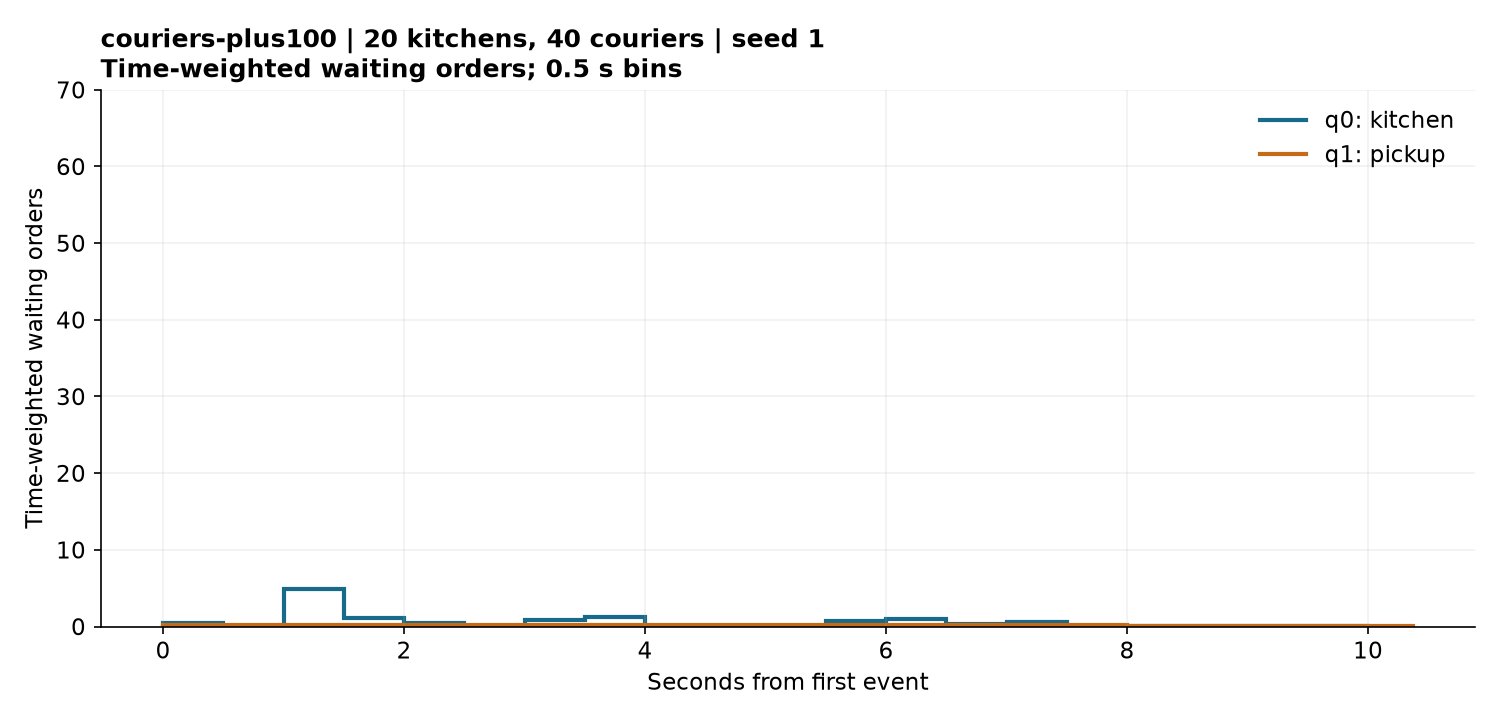 couriers-plus100 | 20 kitchens, 40 couriers | seed 1
Time-weighted waiting orders; 0.5 s bins
70
60
50
40
30
20
10
0
Time-weighted waiting orders
q0: kitchen
q1: pickup
0 2 4 6 8 10
Seconds from first event